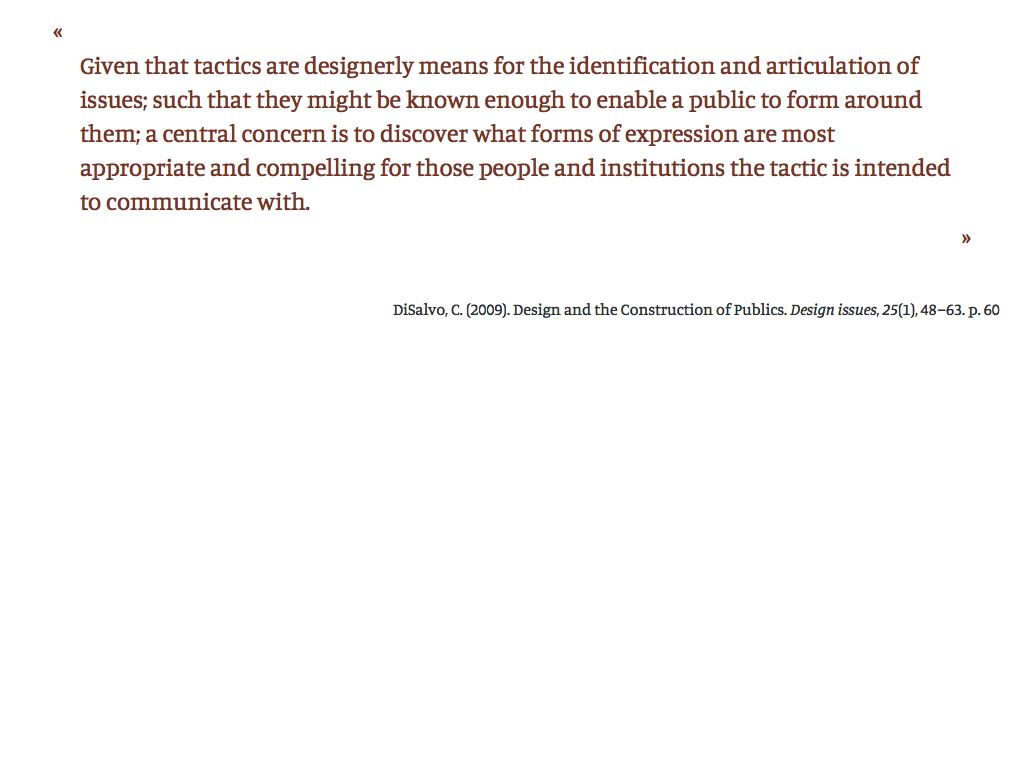 «
Given that tactics are designerly means for the identification and articulation of
issues; such that they might be known enough to enable a public to form around
them; a central concern is to discover what forms of expression are most
appropriate and compelling for those people and institutions the tactic is intended
to communicate with.
»
DiSalvo, C. (2009). Design and the Construction of Publics. Design issues, 25(1), 48–63. p. 60